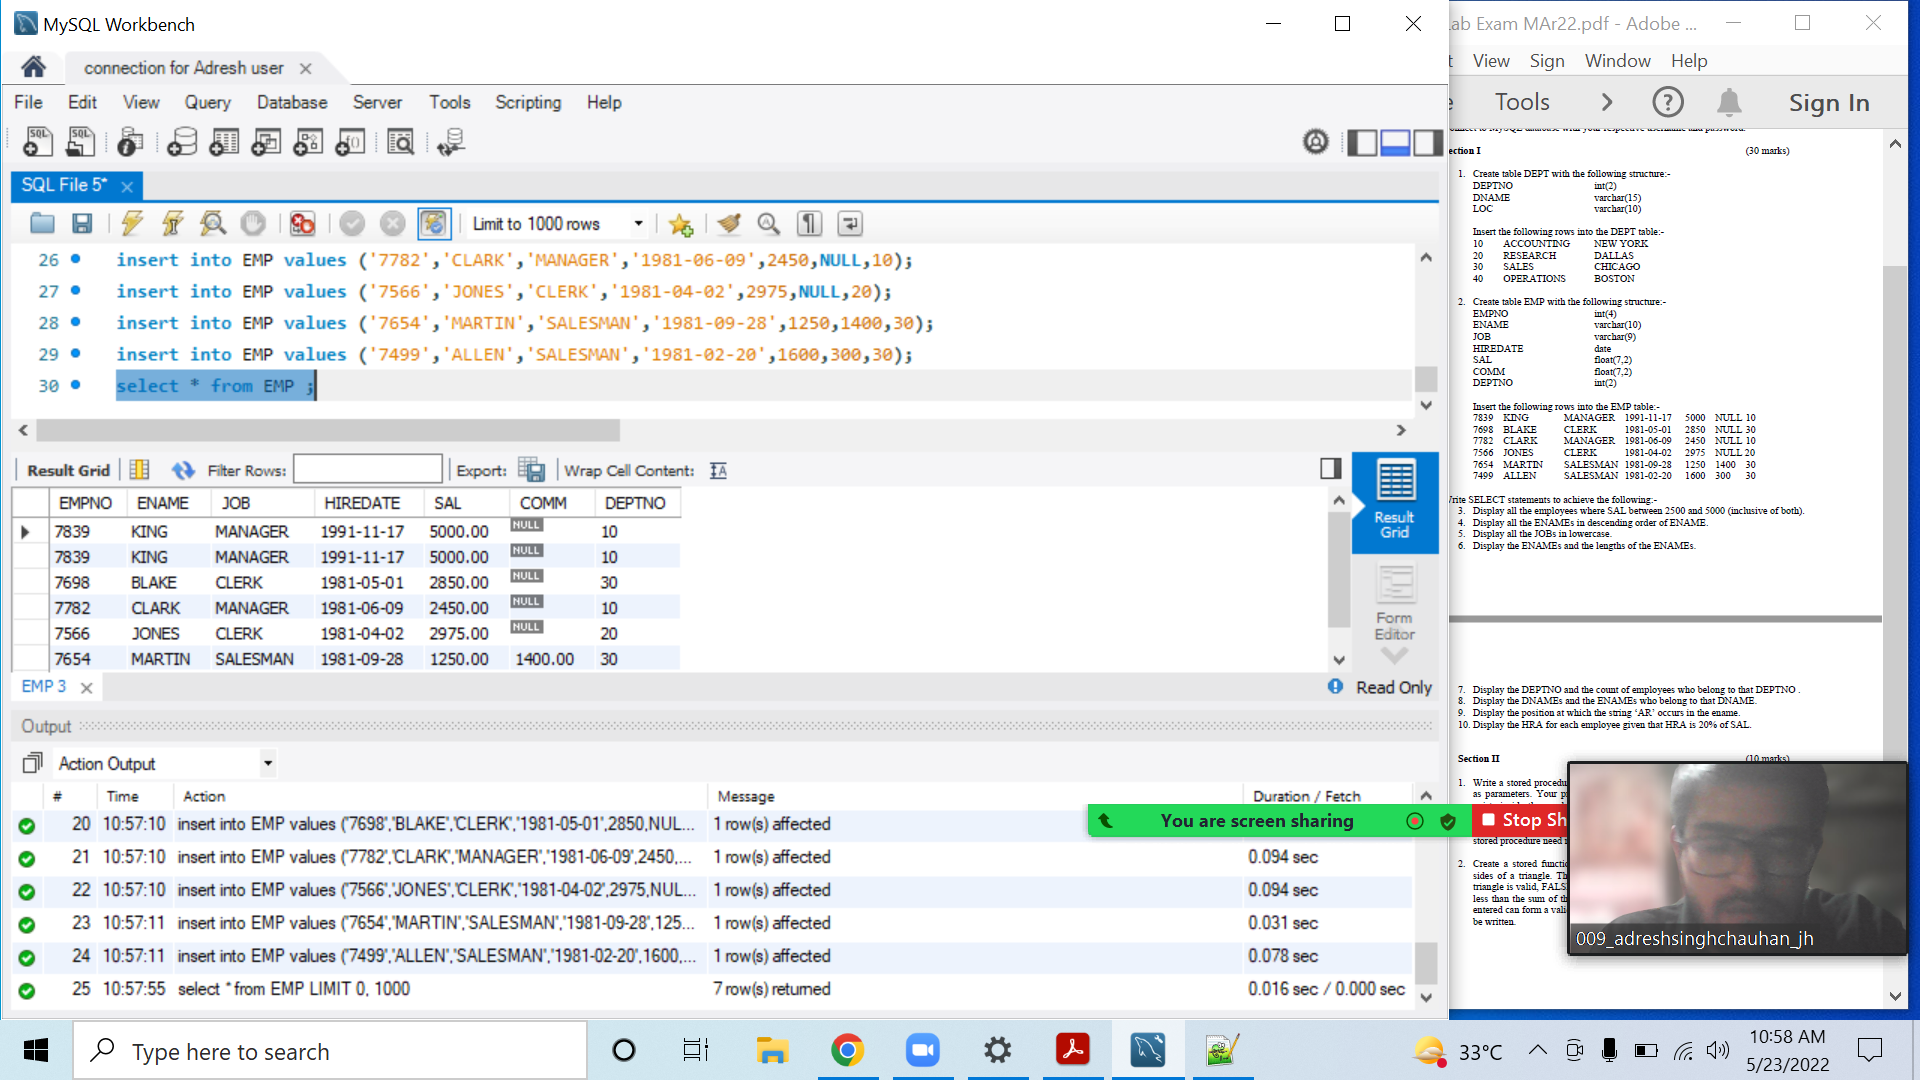 MySQL Workbench
connection for Adresh user
File Edit View Query Database Server Tools Scripting Help
SQL File 5*
Limit to 1000 rows
26 insert into EMP values ('7782','CLARK','MANAGER','1981-06-09',2450,NULL,10);
27 insert into EMP values ('7566','JONES','CLERK','1981-04-02',2975,NULL,20);
28 insert into EMP values ('7654','MARTIN','SALESMAN','1981-09-28',1250,1400,30);
29 insert into EMP values ('7499','ALLEN','SALESMAN','1981-02-20',1600,300,30);
30 select * from EMP ;
Result Grid Filter Rows: Export: Wrap Cell Content:
EMPNO ENAME JOB HIREDATE SAL COMM DEPTNO
7839 KING MANAGER 1991-11-17 5000.00 NULL 10
7839 KING MANAGER 1991-11-17 5000.00 NULL 10
7698 BLAKE CLERK 1981-05-01 2850.00 NULL 30
7782 CLARK MANAGER 1981-06-09 2450.00 NULL 10
7566 JONES CLERK 1981-04-02 2975.00 NULL 20
7654 MARTIN SALESMAN 1981-09-28 1250.00 1400.00 30
Result
Grid
Form
Editor
EMP 3
Read Only
Output
Action Output
# Time Action Message Duration / Fetch
20 10:57:10 insert into EMP values ('7698','BLAKE','CLERK','1981-05-01',2850,NUL... 1 row(s) affected
21 10:57:10 insert into EMP values ('7782','CLARK','MANAGER','1981-06-09',2450,... 1 row(s) affected 0.094 sec
22 10:57:10 insert into EMP values ('7566','JONES','CLERK','1981-04-02',2975,NUL... 1 row(s) affected 0.094 sec
23 10:57:11 insert into EMP values ('7654','MARTIN','SALESMAN','1981-09-28',125... 1 row(s) affected 0.031 sec
24 10:57:11 insert into EMP values ('7499','ALLEN','SALESMAN','1981-02-20',1600,... 1 row(s) affected 0.078 sec
25 10:57:55 select * from EMP LIMIT 0, 1000 7 row(s) returned 0.016 sec / 0.000 sec
You are screen sharing
Stop Sh
ab Exam MAr22.pdf - Adobe ...
t View Sign Window Help
e Tools Sign In
onnect to MySQL database with your respective username and password.
ection I (30 marks)
1. Create table DEPT with the following structure:-
DEPTNO int(2)
DNAME varchar(15)
LOC varchar(10)
Insert the following rows into the DEPT table:-
10 ACCOUNTING NEW YORK
20 RESEARCH DALLAS
30 SALES CHICAGO
40 OPERATIONS BOSTON
2. Create table EMP with the following structure:-
EMPNO int(4)
ENAME varchar(10)
JOB varchar(9)
HIREDATE date
SAL float(7,2)
COMM float(7,2)
DEPTNO int(2)
Insert the following rows into the EMP table:-
7839 KING MANAGER 1991-11-17 5000 NULL 10
7698 BLAKE CLERK 1981-05-01 2850 NULL 30
7782 CLARK MANAGER 1981-06-09 2450 NULL 10
7566 JONES CLERK 1981-04-02 2975 NULL 20
7654 MARTIN SALESMAN 1981-09-28 1250 1400 30
7499 ALLEN SALESMAN 1981-02-20 1600 300 30
rite SELECT statements to achieve the following:-
3. Display all the employees where SAL between 2500 and 5000 (inclusive of both).
4. Display all the ENAMEs in descending order of ENAME.
5. Display all the JOBs in lowercase.
6. Display the ENAMEs and the lengths of the ENAMEs.
7. Display the DEPTNO and the count of employees who belong to that DEPTNO .
8. Display the DNAMEs and the ENAMEs who belong to that DNAME.
9. Display the position at which the string 'AR' occurs in the ename.
10. Display the HRA for each employee given that HRA is 20% of SAL.
Section II (10 marks)
1. Write a stored procedu
as parameters. Your p
stored procedure need
2. Create a stored functio
sides of a triangle. Th
triangle is valid, FALS
less than the sum of th
entered can form a vali
be written.
009_adreshsinghchauhan_jh
Type here to search
33°C
10:58 AM
5/23/2022